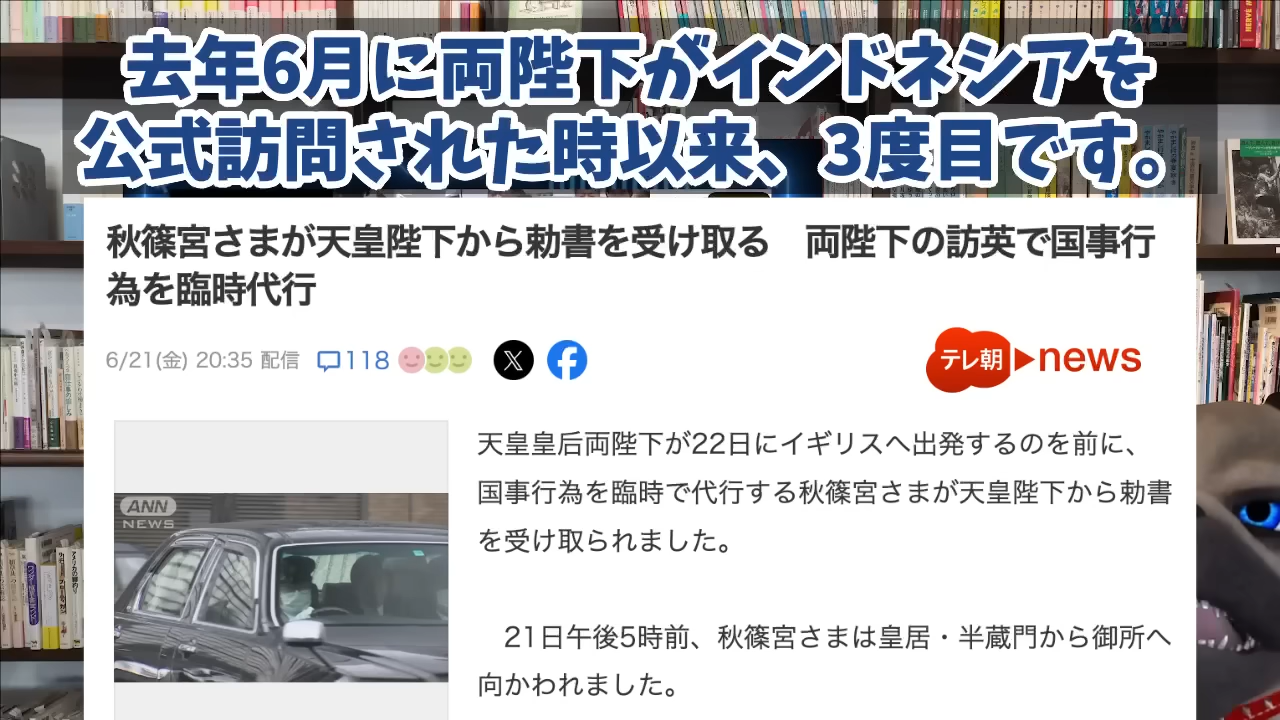 去年6月に両陛下がインドネシアを
公式訪問された時以来、3度目です。
秋篠宮さまが天皇陛下から勅書を受け取る　両陛下の訪英で国事行
為を臨時代行
6/21(金) 20:35 配信 118
テレ朝 news
ANN
NEWS
天皇皇后両陛下が22日にイギリスへ出発するのを前に、
国事行為を臨時で代行する秋篠宮さまが天皇陛下から勅書
を受け取られました。
21日午後5時前、秋篠宮さまは皇居・半蔵門から御所へ
向かわれました。